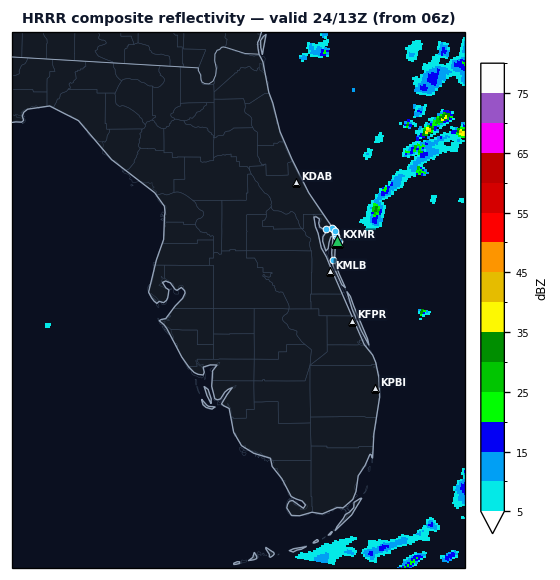 HRRR composite reflectivity — valid 24/13Z (from 06z)
KDAB
KXMR
KMLB
KFPR
KPBI
75
65
55
45
35
25
15
5
dBZ